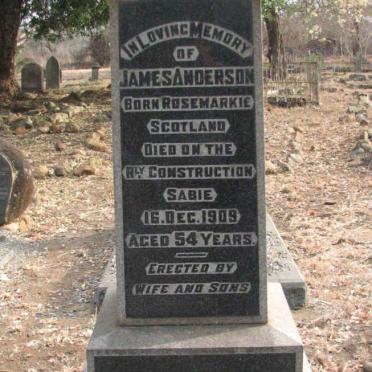 IN LOVING MEMORY
OF
JAMES ANDERSON
BORN ROSEMARKIE
SCOTLAND
DIED ON THE
RLY CONSTRUCTION
SABIE
16. DEC. 1909
AGED 54 YEARS.
ERECTED BY
WIFE AND SONS